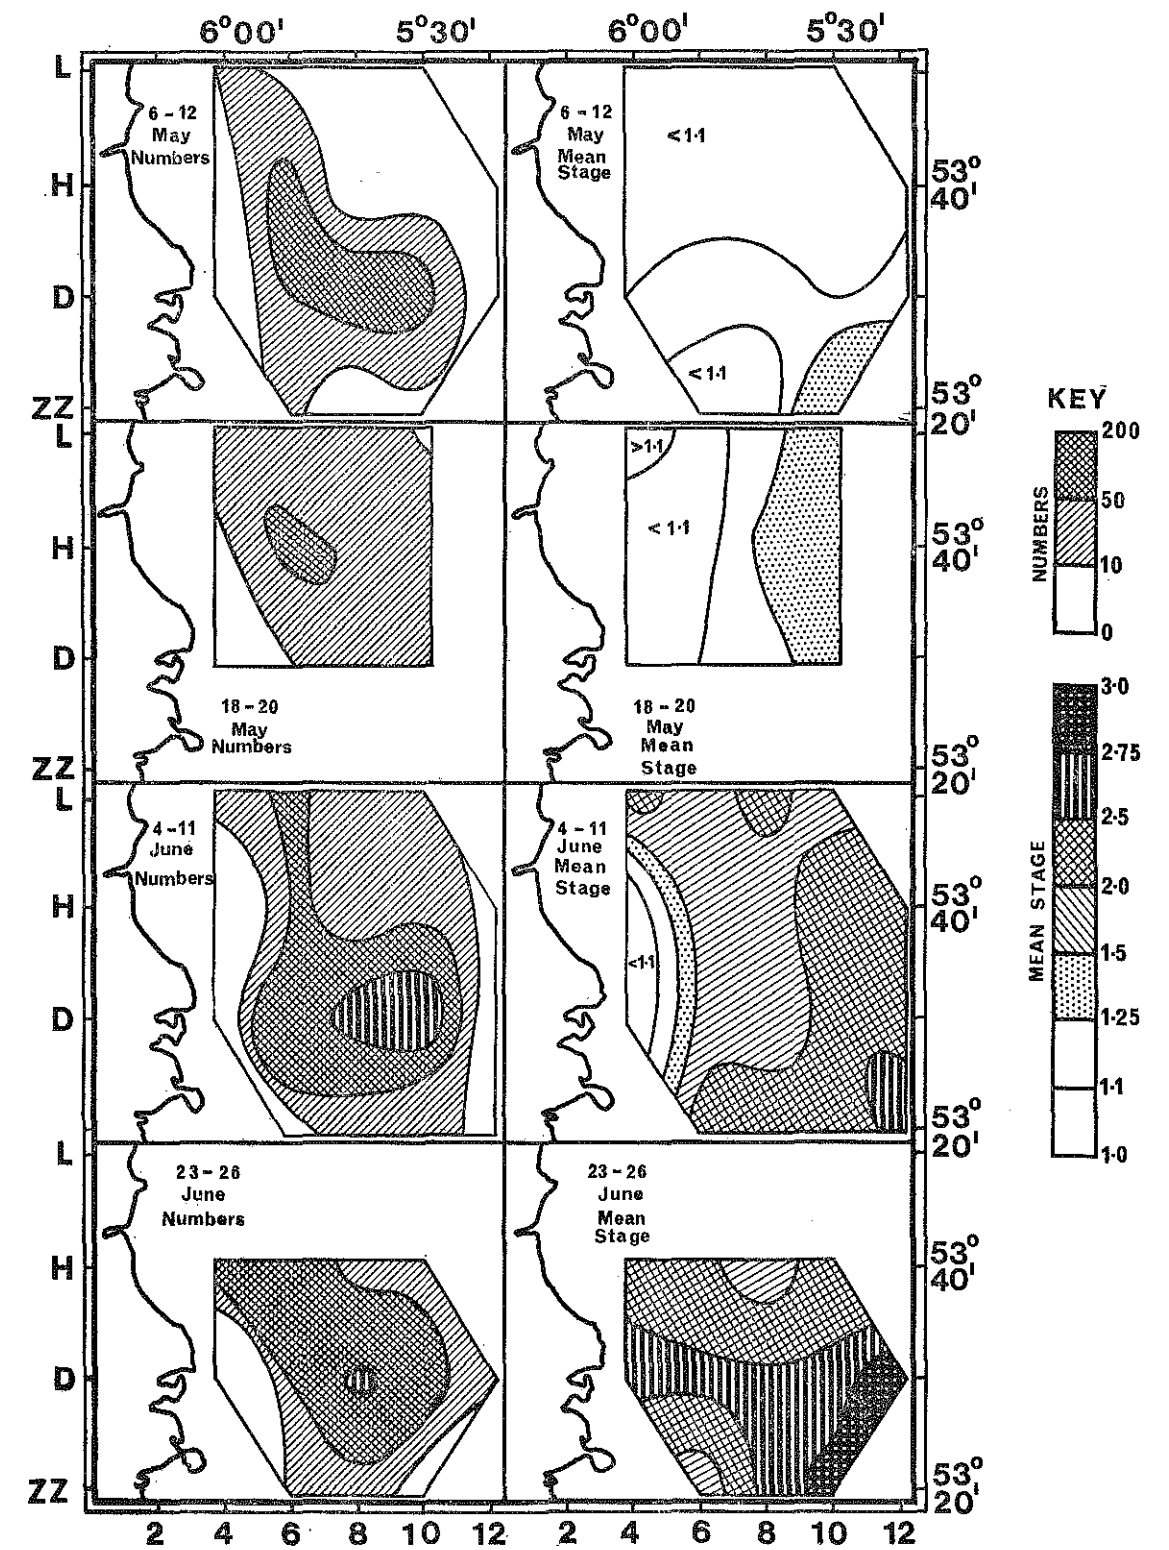 6°00' 5°30' 6°00' 5°30'
L
6-12
May
Numbers
H
D
ZZ
6-12
May
Mean
Stage
<1·1
<1·1
53°
40'
53°
20'
L
H
D
18-20
May
Numbers
ZZ
>1·1
<1·1
18-20
May
Mean
Stage
53°
40'
53°
20'
L
4-11
June
Numbers
H
D
4-11
June
Mean
Stage
<1·1
53°
40'
53°
20'
L
23-26
June
Numbers
H
D
ZZ
23-26
June
Mean
Stage
53°
40'
53°
20'
2 4 6 8 10 12 2 4 6 8 10 12
KEY
NUMBERS
200
50
10
0
MEAN STAGE
3·0
2·75
2·5
2·0
1·5
1·25
1·1
1·0